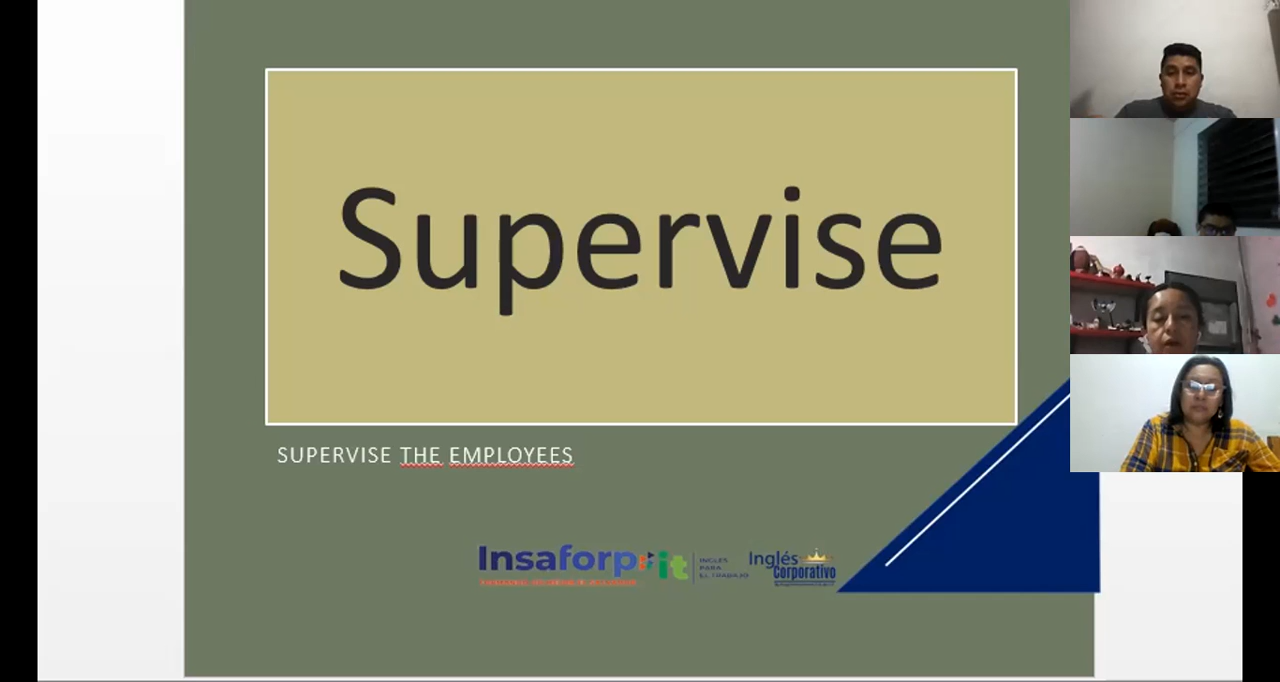 Supervise
SUPERVISE THE EMPLOYEES
Insaforp
it
INGLÉS
PARA
EL TRABAJO
Inglés
Corporativo